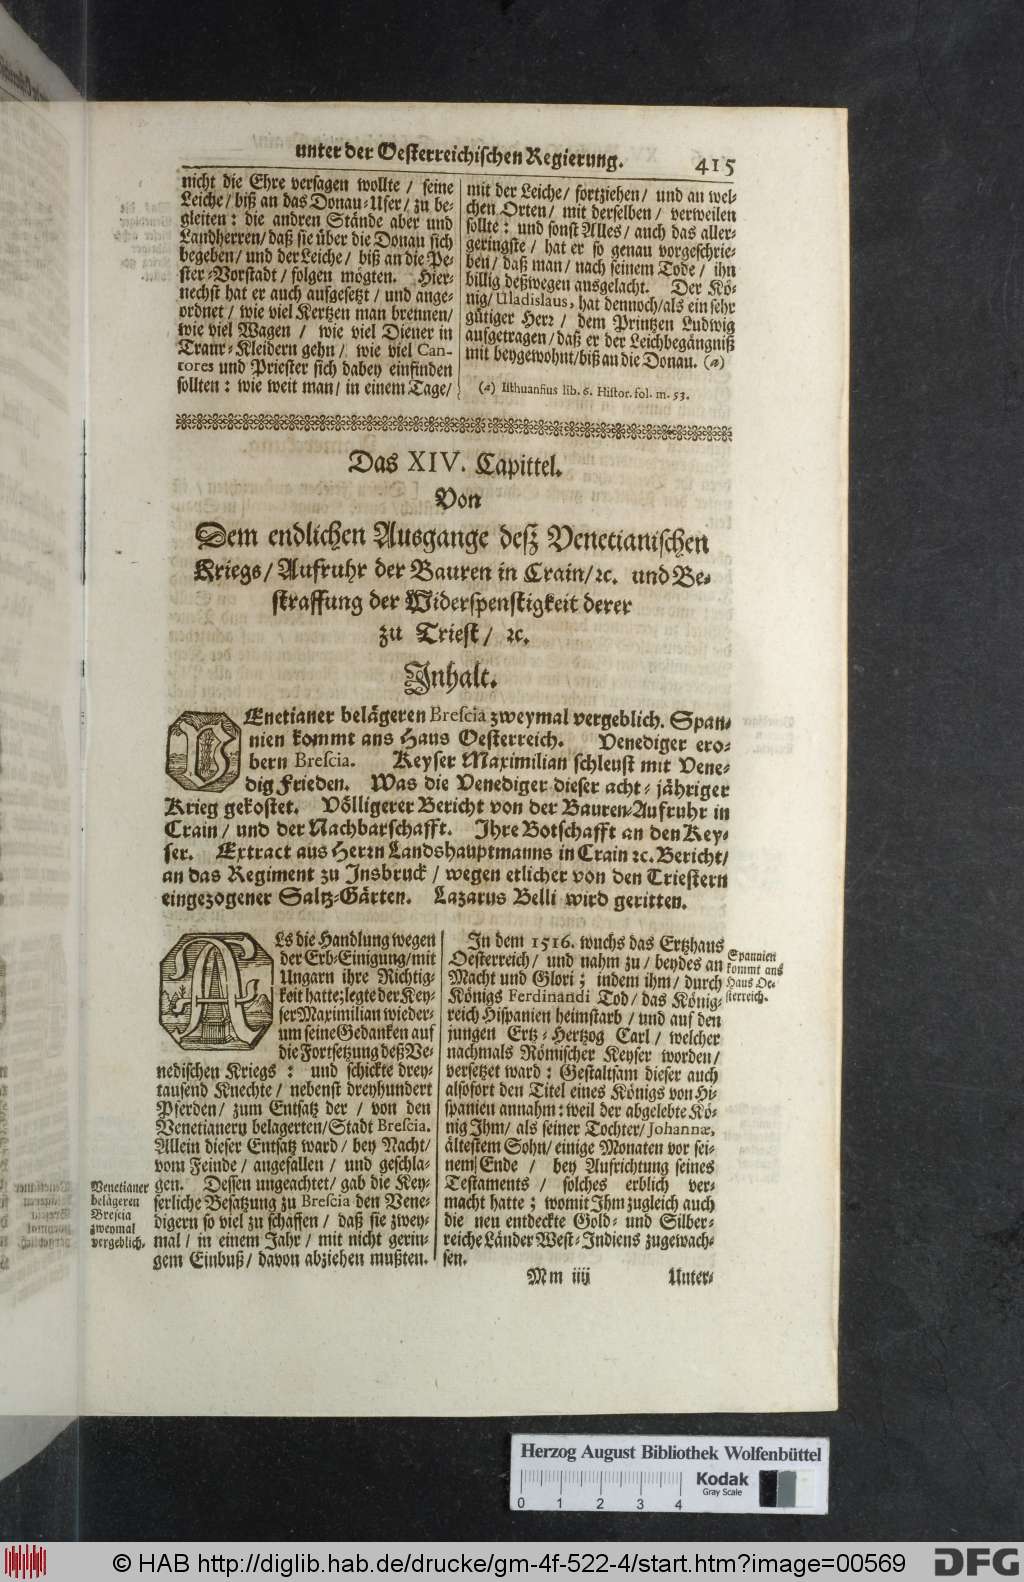 unter der Oesterreichischen Regierung. 415
nicht die Ehre versagen wollte / seine
Leiche / biß an das Donau-Ufer / zu be-
gleiten: die andren Stände aber und
Landherren / daß sie über die Donau sich
begeben / und der Leiche / biß an die Pe-
ster-Vorstadt / folgen mögten. Hier-
nechst hat er auch aufgesetzt / und ange-
ordnet / wie viel Kertzen man brennen /
wie viel Wagen / wie viel Diener in
Traur-Kleidern gehn / wie viel Can-
tores und Priester sich dabey einfinden
sollten: wie weit man / in einem Tage /
mit der Leiche / fortziehen / und an wel-
chen Orten / mit derselben / verweilen
sollte: und sonst Alles / auch das aller-
geringste / hat er so genau vorgeschrie-
ben / daß man / nach seinem Tode / ihn
billig deßwegen ausgelacht. Der Kö-
nig / Uladislaus, hat dennoch / als ein sehr
gütiger Herr / dem Printzen Ludwig
aufgetragen / daß er der Leichbegängniß
mit beygewohnt / biß an die Donau. (a)
(a) Isthuanfius lib. 6. Histor. fol. m. 53.
Das XIV. Capittel.
Von
Dem endlichen Ausgange deß Venetianischen
Kriegs / Aufruhr der Bauren in Crain / ꝛc. und Be-
straffung der Widerspenstigkeit derer
zu Triest / ꝛc.
Inhalt.
VEnetianer belägeren Brescia zweymal vergeblich. Span-
nien kommt ans Haus Oesterreich. Venediger ero-
bern Brescia. Keyser Maximilian schleust mit Vene-
dig Frieden. Was die Venediger dieser acht-jähriger
Krieg gekostet. Völligerer Bericht von der Bauren-Aufruhr in
Crain / und der Nachbarschafft. Ihre Botschafft an den Key-
ser. Extract aus Herrn Landshauptmanns in Crain ꝛc. Bericht /
an das Regiment zu Insbruck / wegen etlicher von den Triestern
eingezogener Saltz-Gärten. Lazarus Belli wird geritten.
ALs die Handlung wegen
der Erb-Einigung / mit
Ungarn ihre Richtig-
keit hatte; legte der Key-
ser Maximilian wieder-
um seine Gedanken auf
die Fortsetzung deß Ve-
nedischen Kriegs: und schickte drey-
tausend Knechte / nebenst dreyhundert
Pferden / zum Entsatz der / von den
Venetianern belagerten / Stadt Brescia.
Allein dieser Entsatz ward / bey Nacht /
vom Feinde / angefallen / und geschla-
gen. Dessen ungeachtet / gab die Key-
serliche Besatzung zu Brescia den Vene-
digern so viel zu schaffen / daß sie zwey-
mal / in einem Jahr / mit nicht gerin-
gem Einbuß / davon abziehen mußten.
Venetianer
belägeren
Brescia
zweymal
vergeblich.
In dem 1516. wuchs das Ertzhaus
Oesterreich / und nahm zu / beydes an
Macht und Glori; indem ihm / durch
Königs Ferdinandi Tod / das König-
reich Hispanien heimstarb / und auf den
jungen Ertz-Hertzog Carl / welcher
nachmals Römischer Keyser worden /
versetzet ward: Gestaltsam dieser auch
alsofort den Titel eines Königs von Hi-
spanien annahm: weil der abgelebte Kö-
nig Ihm / als seiner Tochter / Johannæ,
ältestem Sohn / einige Monaten vor sei-
nem Ende / bey Aufrichtung seines
Testaments / solches erblich ver-
macht hatte; womit Ihm zugleich auch
die neu entdeckte Gold- und Silber-
reiche Länder West-Indiens zugewach-
sen.
Spannien
kommt ans
Haus Oe-
sterreich.
Mm iiij Unter-
Herzog August Bibliothek Wolfenbüttel
0 1 2 3 4
Kodak
Gray Scale
© HAB http://diglib.hab.de/drucke/gm-4f-522-4/start.htm?image=00569
DFG